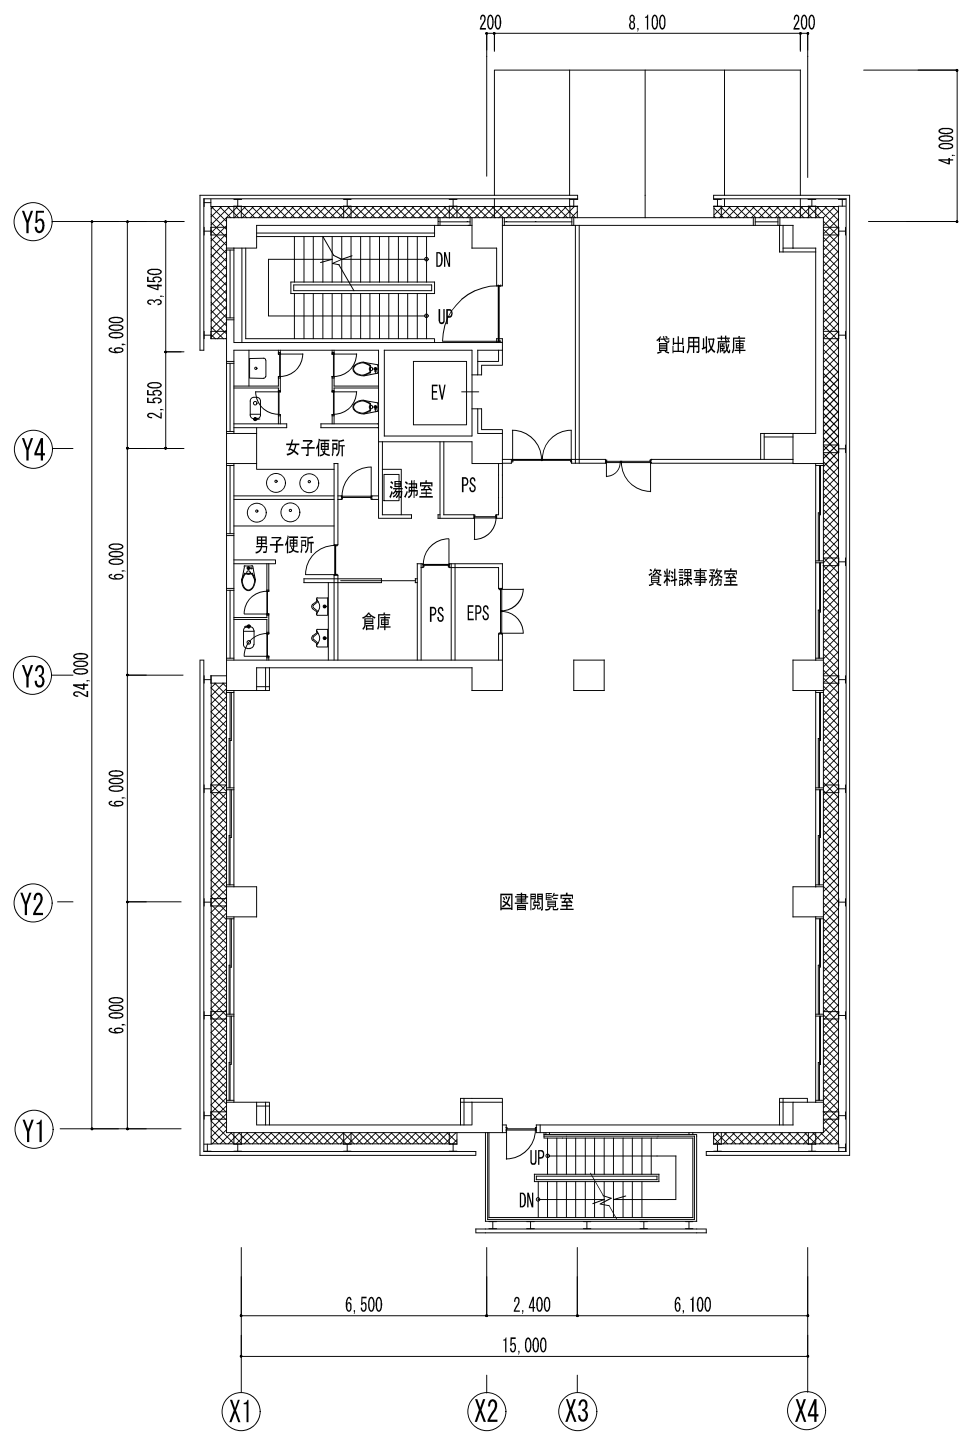 200
8,100
200
4,000
Y5
3,450
DN
6,000
UP
貸出用収蔵庫
2,550
EV
Y4
女子便所
湯沸室
PS
男子便所
6,000
資料課事務室
倉庫
PS
EPS
Y3
24,000
6,000
Y2
図書閲覧室
6,000
Y1
UP
DN
6,500
2,400
6,100
15,000
X1
X2
X3
X4